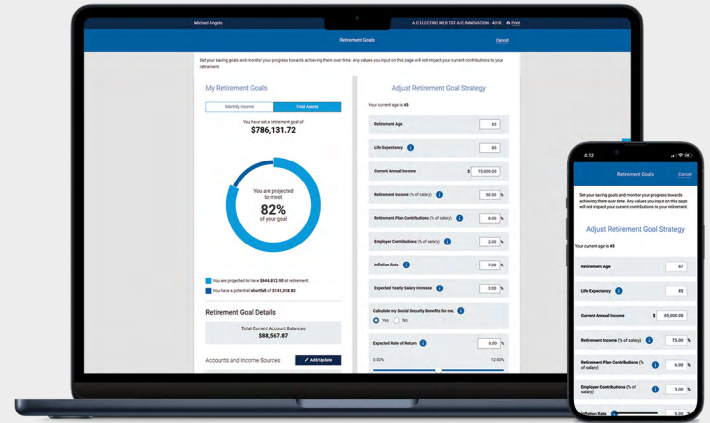 Michael Angelo
A C ELECTRIC WEB TST A/C INNOVATION - 401K Print
Retirement Goals
Cancel
Set your saving goals and monitor your progress towards achieving them over time. Any values you input on this page will not impact your current contributions to your
retirement.
My Retirement Goals
Monthly Income
Total Assets
You have set a retirement goal of
$786,131.72
You are projected
to meet
82%
of your goal
You are projected to have $644,812.90 at retirement.
You have a potential shortfall of $141,318.82.
Retirement Goal Details
Total Current Account Balances
$88,567.87
Accounts and Income Sources
Add/Update
Adjust Retirement Goal Strategy
Your current age is 43
Retirement Age 65
Life Expectancy 85
Current Annual Income $ 75,000.00
Retirement Income (% of salary) 90.00 %
Retirement Plan Contributions (% of salary) 8.00 %
Employer Contributions (% of salary) 2.00 %
Inflation Rate %
Expected Yearly Salary Increase 3.00 %
Calculate my Social Security Benefits for me.
Yes No
Expected Rate of Return 6.00 %
0.00% 12.00%
4:13
Retirement Goals
Cancel
Set your saving goals and monitor your progress towards
achieving them over time. Any values you input on this page
will not impact your current contributions to your retirement.
Adjust Retirement Goal Strategy
Your current age is 43
Retirement Age
Life Expectancy 85
Current Annual Income $ 65,000.00
Retirement Income (% of salary) 75.00 %
Retirement Plan Contributions (%
of salary) 6.00 %
Employer Contributions (% of
salary) 3.00 %
Inflation Rate 5.00 %